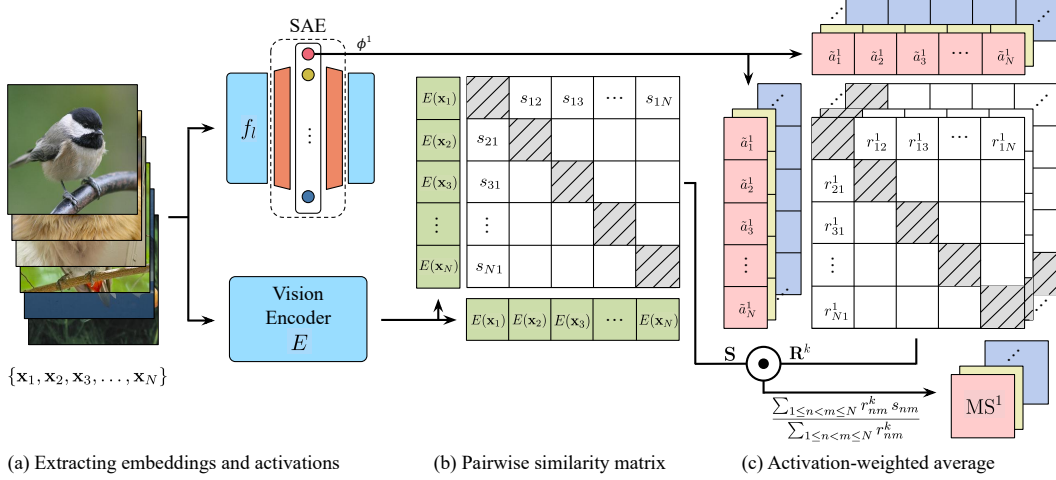 SAE
ϕ¹
f_l
⋮
Vision
Encoder
E
{x₁, x₂, x₃, …, x_N}
(a) Extracting embeddings and activations
E(x₁) s₁₂ s₁₃ ⋯ s₁N
E(x₂) s₂₁
E(x₃) s₃₁
⋮ ⋮
E(x_N) s_N1
E(x₁) E(x₂) E(x₃) ⋯ E(x_N)
(b) Pairwise similarity matrix
ã¹₁ ã¹₂ ã¹₃ ⋯ ã¹_N
ã¹₁ r¹₁₂ r¹₁₃ ⋯ r¹₁N
ã¹₂ r¹₂₁
ã¹₃ r¹₃₁
⋮ ⋮
ã¹_N r¹_N1
S ⊙ R^k
∑_{1≤n<m≤N} r^k_{nm} s_{nm}
∑_{1≤n<m≤N} r^k_{nm}
MS¹
(c) Activation-weighted average